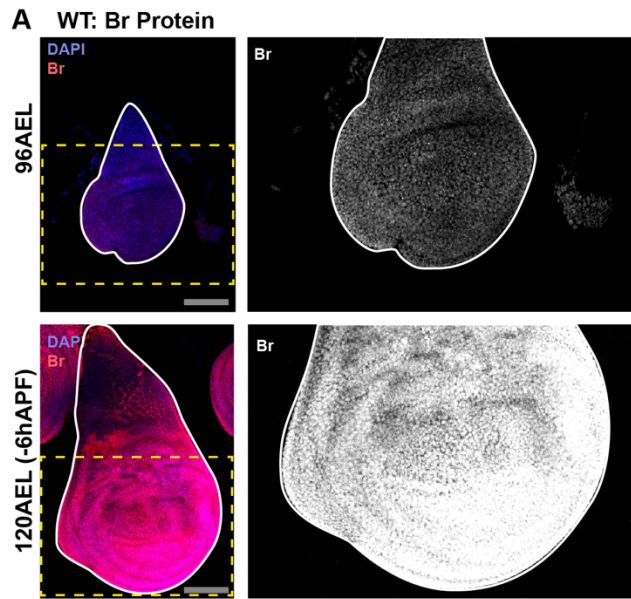 A WT: Br Protein
96AEL
DAPI
Br
Br
120AEL (-6hAPF)
DAPI
Br
Br